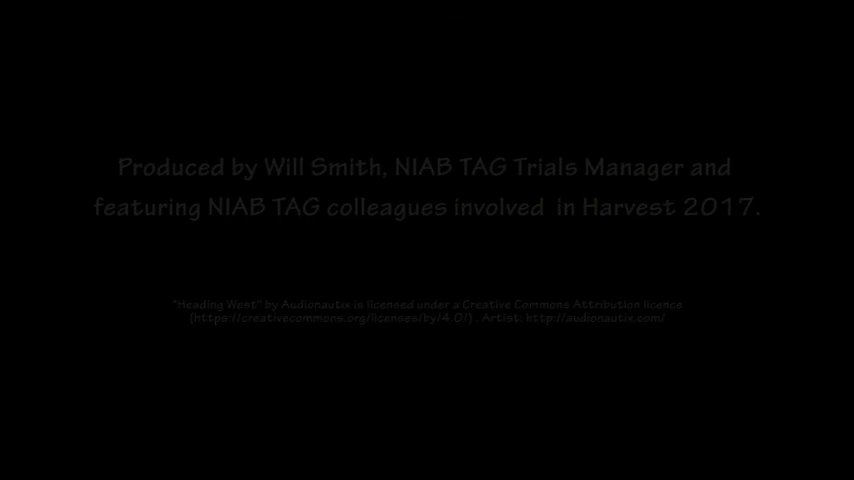 Produced by Will Smith, NIAB TAG Trials Manager and
featuring NIAB TAG colleagues involved in Harvest 2017.
"Heading West" by Audionautix is licensed under a Creative Commons Attribution licence
(https://creativecommons.org/licenses/by/4.0/) . Artist: http://audionautix.com/